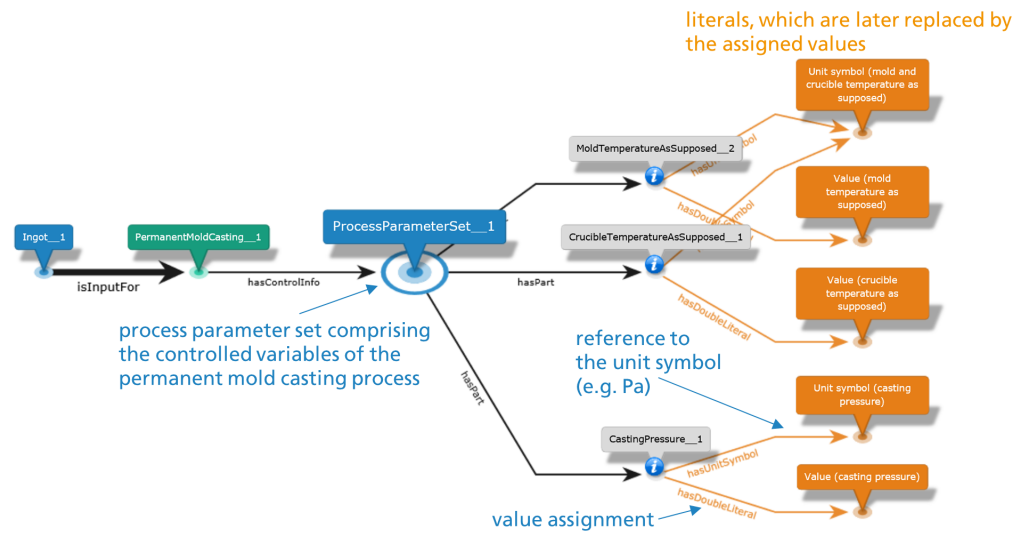 literals, which are later replaced by
the assigned values
Unit symbol (mold and
crucible temperature as
supposed)
MoldTemperatureAsSupposed__2
Value (mold
temperature as
supposed)
Ingot__1
PermanentMoldCasting__1
ProcessParameterSet__1
CrucibleTemperatureAsSupposed__1
isInputFor
hasControlInfo
hasPart
hasDoubleLiteral
Value (crucible
temperature as
supposed)
process parameter set comprising
the controlled variables of the
permanent mold casting process
reference to
the unit symbol
(e.g. Pa)
hasPart
Unit symbol (casting
pressure)
CastingPressure__1
hasUnitSymbol
Value (casting pressure)
hasDoubleLiteral
value assignment